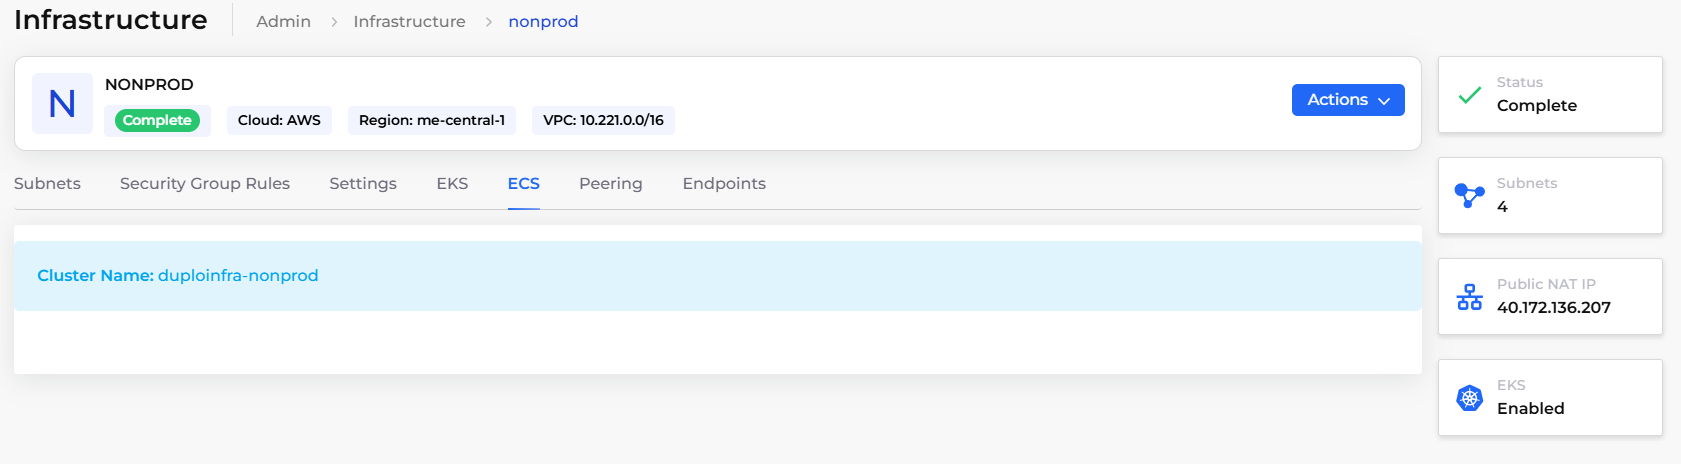 Infrastructure
Admin > Infrastructure > nonprod
N
NONPROD
Complete
Cloud: AWS
Region: me-central-1
VPC: 10.221.0.0/16
Actions
Subnets
Security Group Rules
Settings
EKS
ECS
Peering
Endpoints
Cluster Name: duploinfra-nonprod
Status
Complete
Subnets
4
Public NAT IP
40.172.136.207
EKS
Enabled